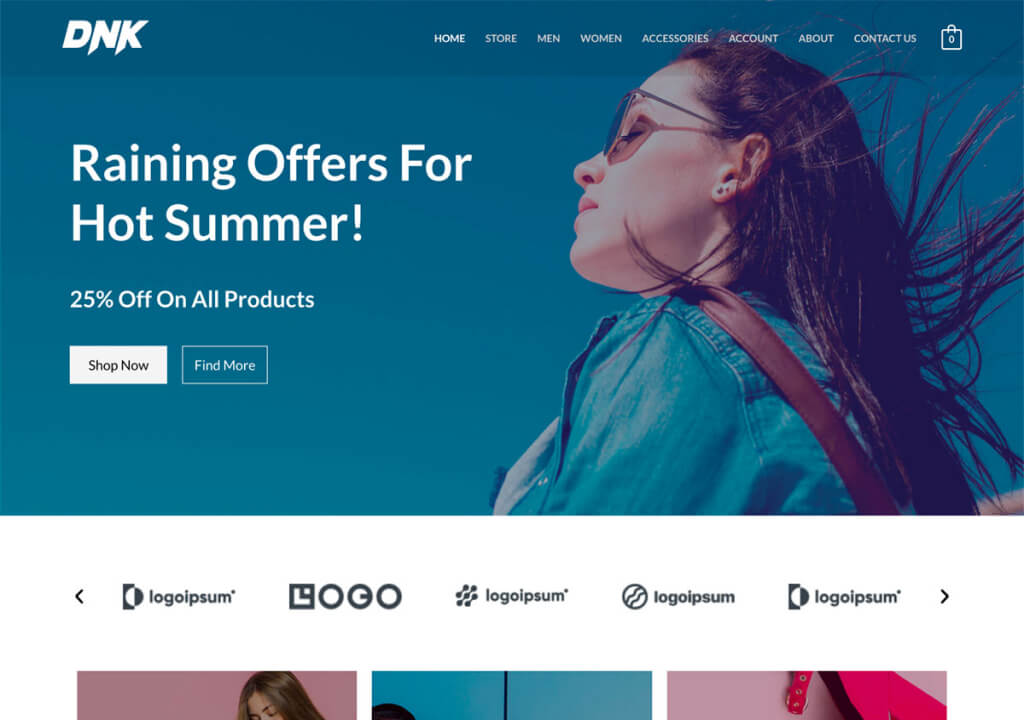 DNK
HOME STORE MEN WOMEN ACCESSORIES ACCOUNT ABOUT CONTACT US 0
Raining Offers For
Hot Summer!
25% Off On All Products
Shop Now Find More
logoipsum LOGO logoipsum logoipsum logoipsum